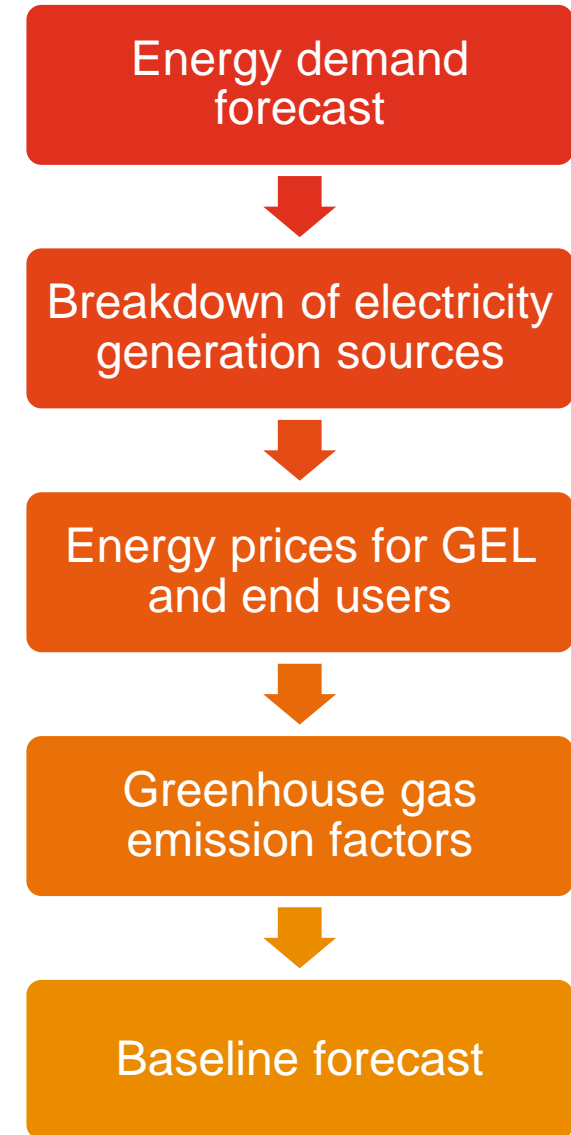 Energy demand
forecast
Breakdown of electricity
generation sources
Energy prices for GEL
and end users
Greenhouse gas
emission factors
Baseline forecast